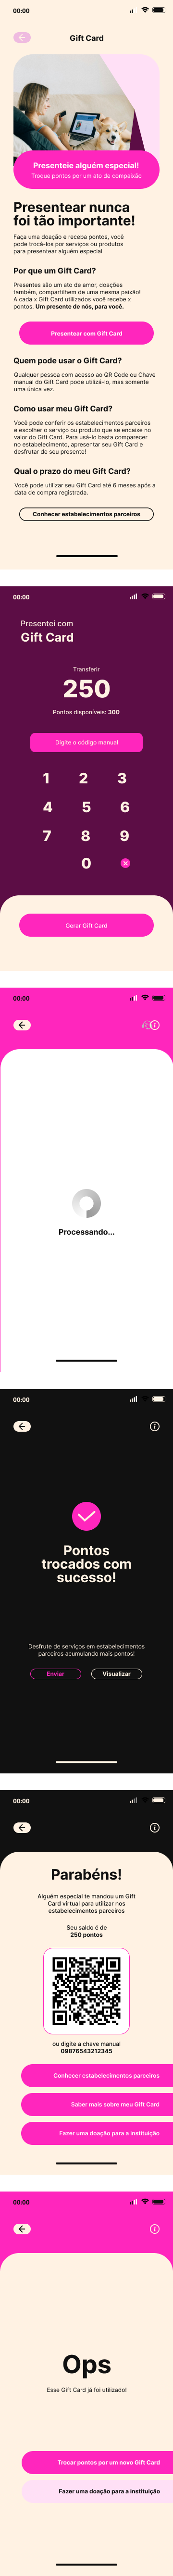 00:00
Gift Card
Presenteie alguém especial!
Troque pontos por um ato de compaixão
Presentear nunca
foi tão importante!
Faça uma doação e receba pontos, você
pode trocá-los por serviços ou produtos
para presentear alguém especial
Por que um Gift Card?
Presentes são um ato de amor, doações
também, compartilham de uma mesma paixão!
A cada x Gift Card utilizados você recebe x
pontos. Um presente de nós, para você.
Presentear com Gift Card
Quem pode usar o Gift Card?
Qualquer pessoa com acesso ao QR Code ou Chave
manual do Gift Card pode utilizá-lo, mas somente
uma única vez.
Como usar meu Gift Card?
Você pode conferir os estabelecimentos parceiros
e escolher o serviço ou produto que se encaixe no
valor do Gift Card. Para usá-lo basta comparecer
no estabelecimento, apresentar seu Gift Card e
desfrutar de seu presente!
Qual o prazo do meu Gift Card?
Você pode utilizar seu Gift Card até 6 meses após a
data de compra registrada.
Conhecer estabelecimentos parceiros
00:00
Presentei com
Gift Card
Transferir
250
Pontos disponíveis: 300
Digite o código manual
1 2 3
4 5 6
7 8 9
0
Gerar Gift Card
00:00
Processando...
00:00
Pontos
trocados com
sucesso!
Desfrute de serviços em estabelecimentos
parceiros acumulando mais pontos!
Enviar Visualizar
00:00
Parabéns!
Alguém especial te mandou um Gift
Card virtual para utilizar nos
estabelecimentos parceiros
Seu saldo é de
250 pontos
ou digite a chave manual
09876543212345
Conhecer estabelecimentos parceiros
Saber mais sobre meu Gift Card
Fazer uma doação para a instituição
00:00
Ops
Esse Gift Card já foi utilizado!
Trocar pontos por um novo Gift Card
Fazer uma doação para a instituição